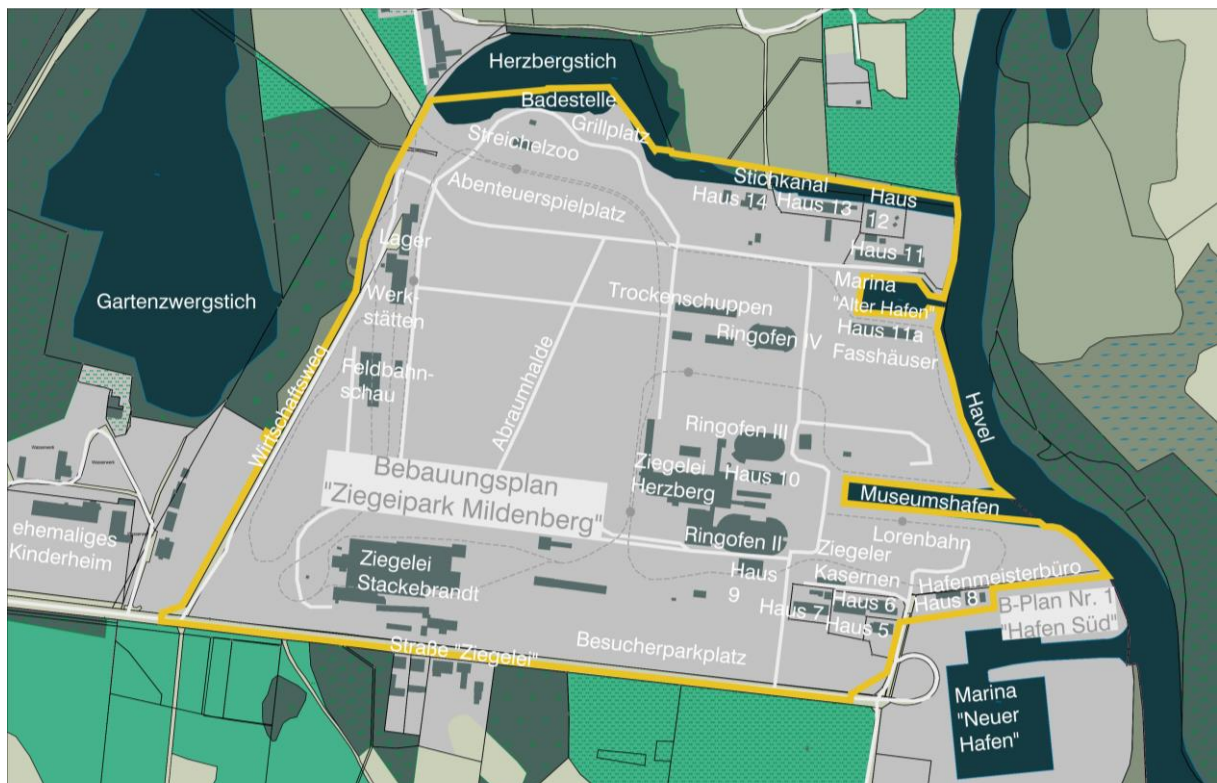 Herzbergstich
Badestelle
Grillplatz
Streichelzoo
Stichkanal
Haus 14
Haus 13
Haus
12
Abenteuerspielplatz
Lager
Haus 11
Gartenzwergstich
Werk-
stätten
Trockenschuppen
Ringofen IV
Marina
"Alter Hafen"
Haus 11a
Fasshäuser
Feldbahn-
schau
Wirtschaftsweg
Abraumhalde
Havel
Ringofen III
Ziegelei
Herzberg
Haus 10
Bebauungsplan
"Ziegeipark Mildenberg"
Museumshafen
ehemaliges
Kinderheim
Ziegelei
Stackebrandt
Ringofen II
Lorenbahn
Haus
9
Ziegeler
Kasernen
Hafenmeisterbüro
Haus 7
Haus 6
Haus 5
Haus 8
B-Plan Nr. 1
"Hafen Süd"
Straße "Ziegelei"
Besucherparkplatz
Marina
"Neuer
Hafen"